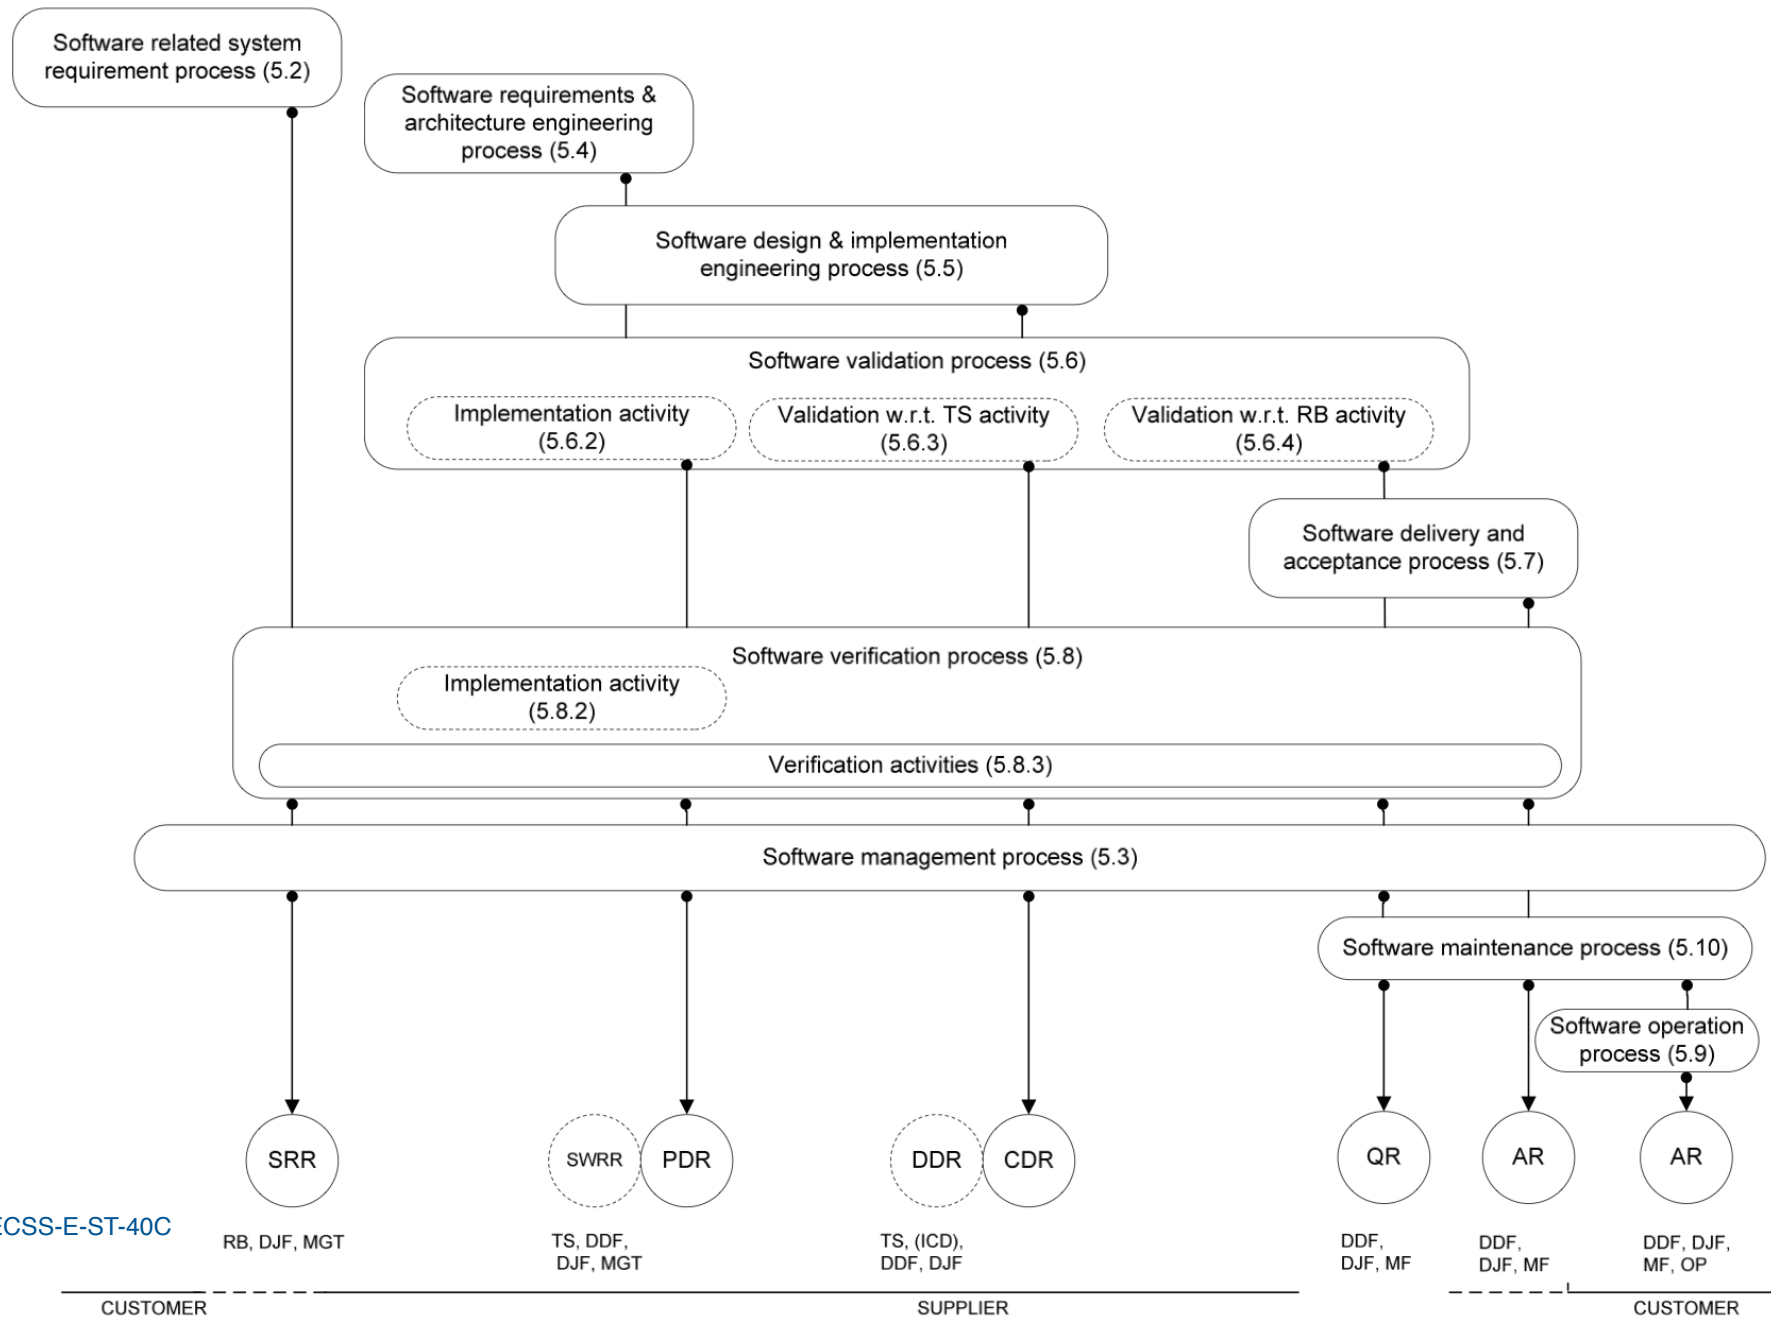 Software related system
requirement process (5.2)
Software requirements &
architecture engineering
process (5.4)
Software design & implementation
engineering process (5.5)
Software validation process (5.6)
Implementation activity
(5.6.2)
Validation w.r.t. TS activity
(5.6.3)
Validation w.r.t. RB activity
(5.6.4)
Software delivery and
acceptance process (5.7)
Software verification process (5.8)
Implementation activity
(5.8.2)
Verification activities (5.8.3)
Software management process (5.3)
Software maintenance process (5.10)
Software operation
process (5.9)
SRR
SWRR
PDR
DDR
CDR
QR
AR
AR
ECSS-E-ST-40C
RB, DJF, MGT
TS, DDF,
DJF, MGT
TS, (ICD),
DDF, DJF
DDF,
DJF, MF
DDF,
DJF, MF
DDF, DJF,
MF, OP
CUSTOMER
SUPPLIER
CUSTOMER